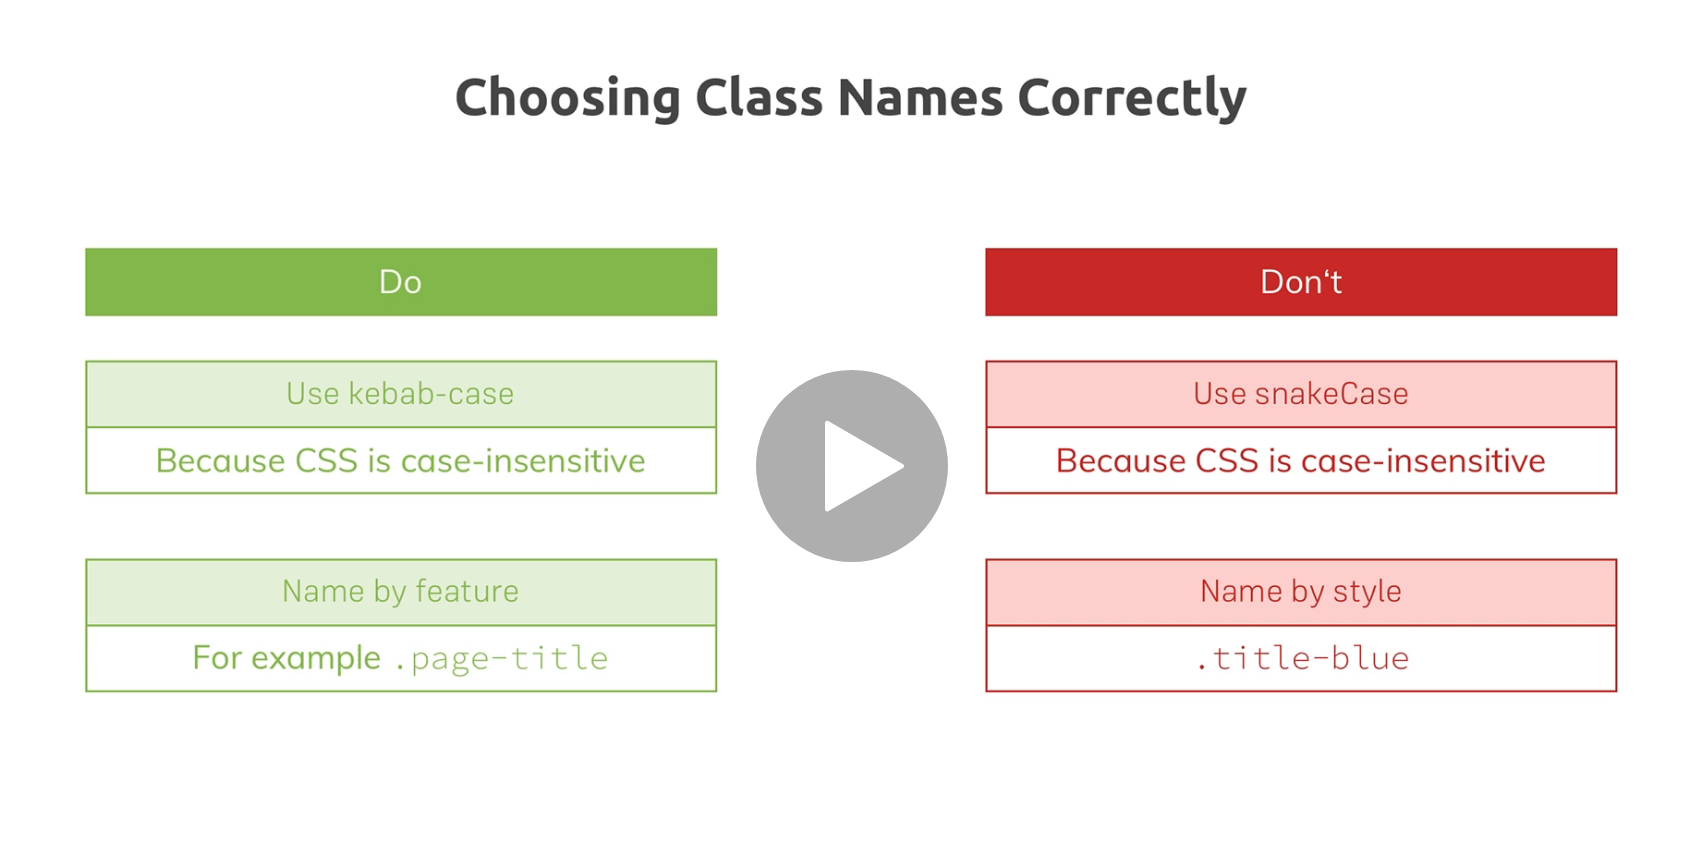 Choosing Class Names Correctly
Do
Don‘t
Use kebab-case
Use snakeCase
Because CSS is case-insensitive
Because CSS is case-insensitive
Name by feature
Name by style
For example .page-title
.title-blue